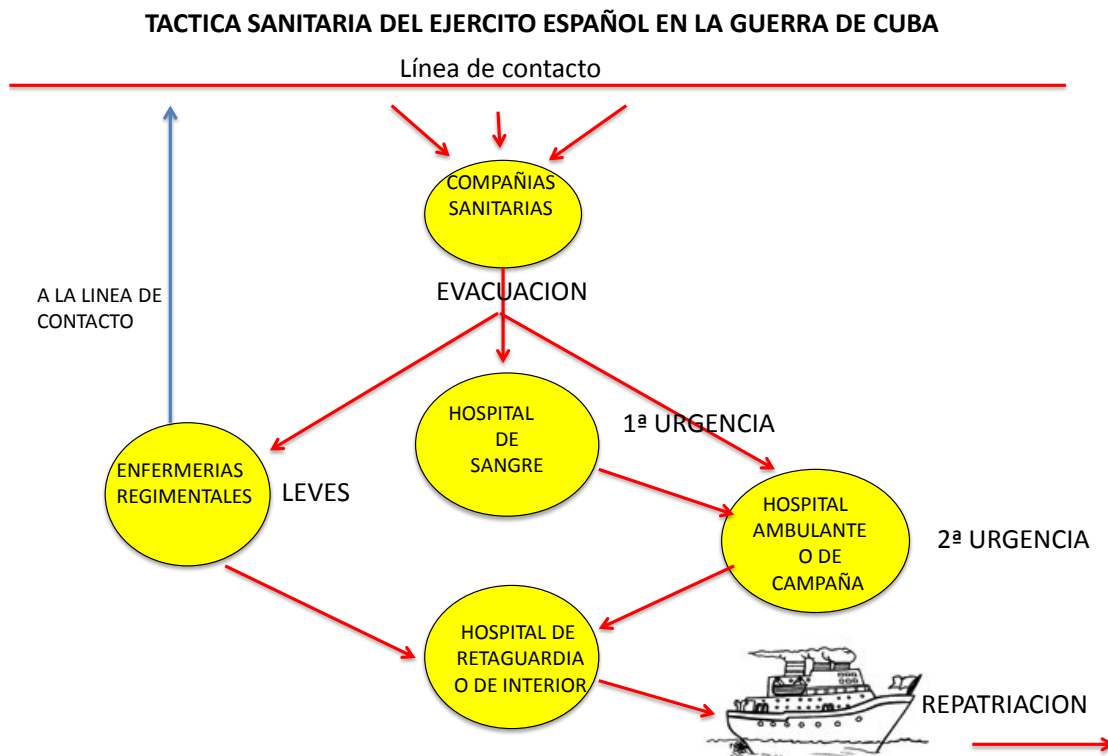 TACTICA SANITARIA DEL EJERCITO ESPAÑOL EN LA GUERRA DE CUBA
Línea de contacto
COMPAÑIAS
SANITARIAS
EVACUACION
A LA LINEA DE
CONTACTO
HOSPITAL
DE
SANGRE
1ª URGENCIA
ENFERMERIAS
REGIMENTALES
LEVES
HOSPITAL
AMBULANTE
O DE
CAMPAÑA
2ª URGENCIA
HOSPITAL DE
RETAGUARDIA
O DE INTERIOR
REPATRIACION